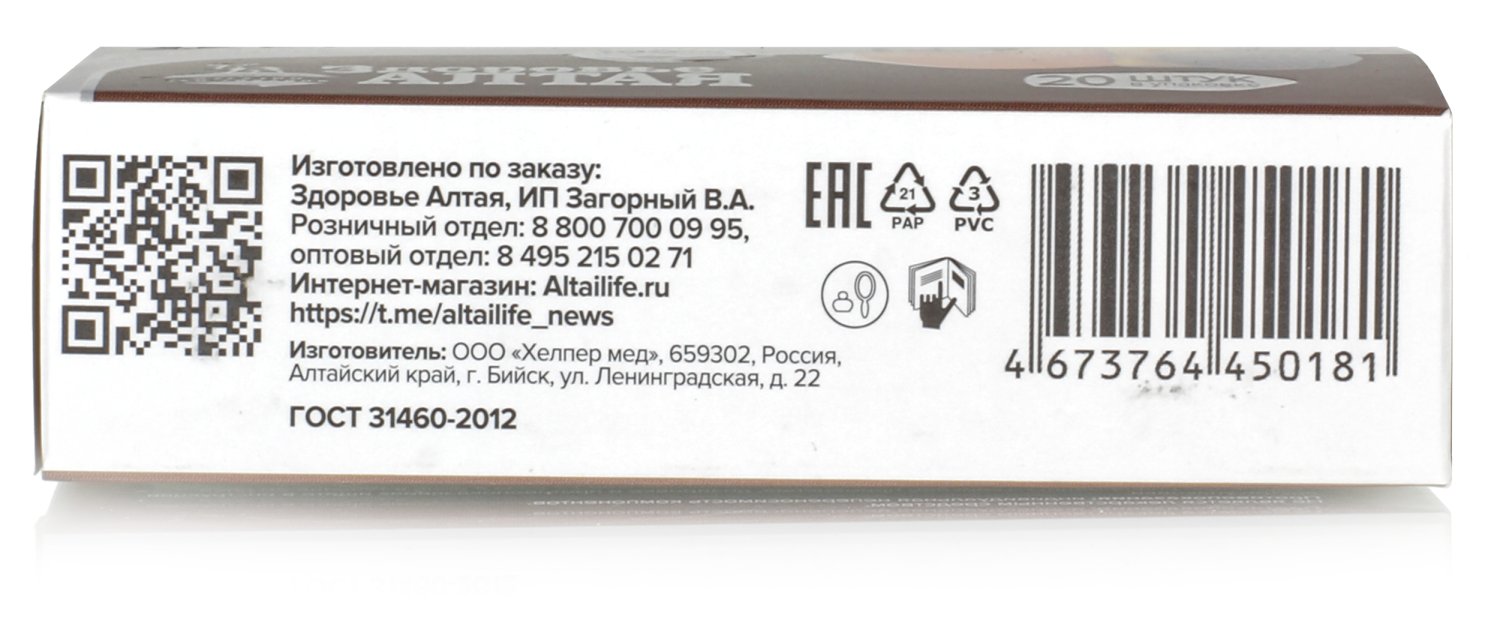 Здоровье
АЛТАЯ
20 ШТУК
В УПАКОВКЕ
Изготовлено по заказу:
Здоровье Алтая, ИП Загорный В.А.
Розничный отдел: 8 800 700 09 95,
оптовый отдел: 8 495 215 02 71
Интернет-магазин: Altailife.ru
https://t.me/altailife_news
Изготовитель: ООО «Хелпер мед», 659302, Россия,
Алтайский край, г. Бийск, ул. Ленинградская, д. 22
ГОСТ 31460-2012
EAC
21
PAP
3
PVC
4 673764 450181